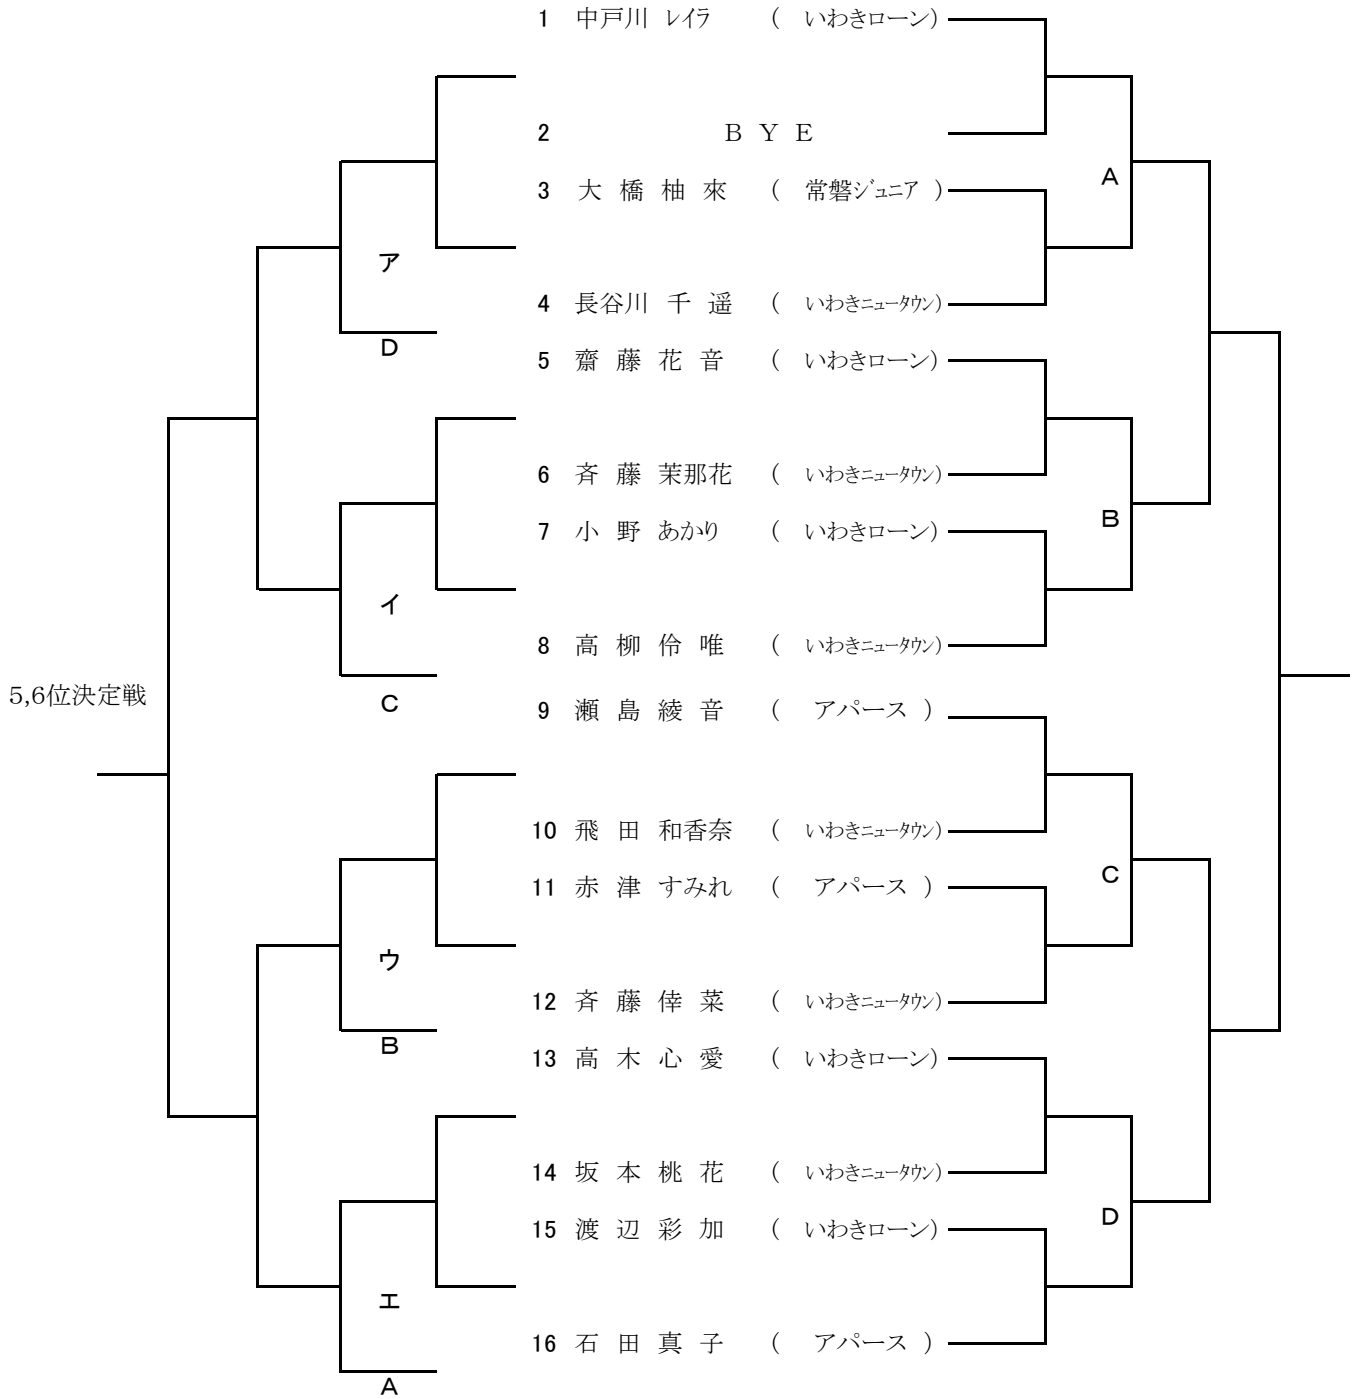 1 中戸川 レイラ ( いわきローン)
2 B Y E
A
3 大 橋 柚 來 ( 常磐ジュニア )
ア
4 長谷川 千 遥 ( いわきニュータウン)
D
5 齋 藤 花 音 ( いわきローン)
6 斉 藤 茉那花 ( いわきニュータウン)
B
7 小 野 あかり ( いわきローン)
イ
8 高 柳 伶 唯 ( いわきニュータウン)
5,6位決定戦
C
9 瀬 島 綾 音 ( アパース )
10 飛 田 和香奈 ( いわきニュータウン)
C
11 赤 津 すみれ ( アパース )
ウ
12 斉 藤 倖 菜 ( いわきニュータウン)
B
13 高 木 心 愛 ( いわきローン)
14 坂 本 桃 花 ( いわきニュータウン)
D
15 渡 辺 彩 加 ( いわきローン)
エ
16 石 田 真 子 ( アパース )
A